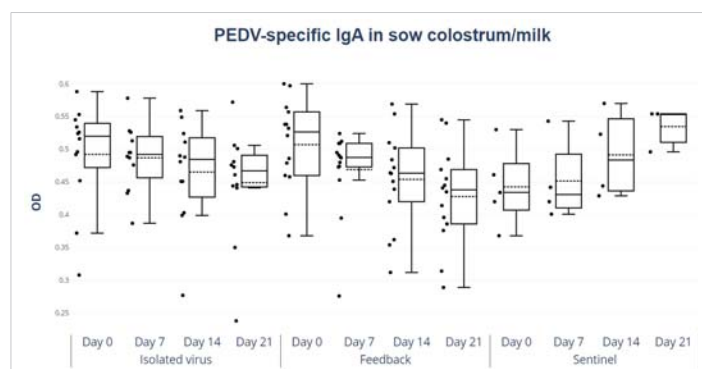 PEDV-specific IgA in sow colostrum/milk
0.6
0.55
0.5
0.45
0.4
0.35
0.3
0.25
OD
Day 0 Day 7 Day 14 Day 21 Day 0 Day 7 Day 14 Day 21 Day 0 Day 7 Day 14 Day 21
Isolated virus Feedback Sentinel